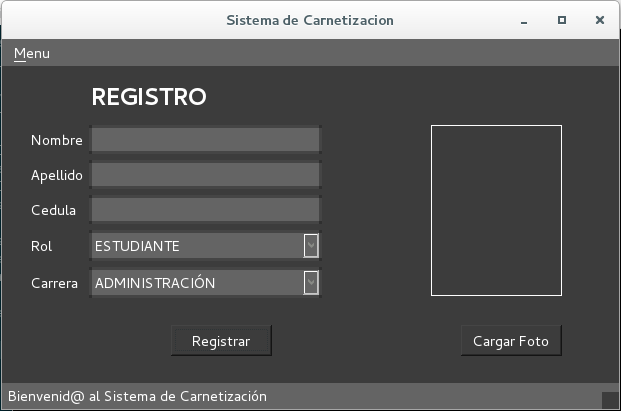 Sistema de Carnetizacion
Menu
REGISTRO
Nombre
Apellido
Cedula
Rol ESTUDIANTE
Carrera ADMINISTRACIÓN
Registrar Cargar Foto
Bienvenid@ al Sistema de Carnetización